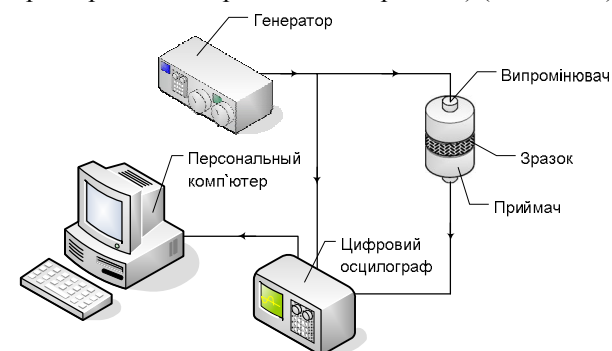 Генератор
Випромінювач
Зразок
Приймач
Персональный
комп`ютер
Цифровий
осцилограф